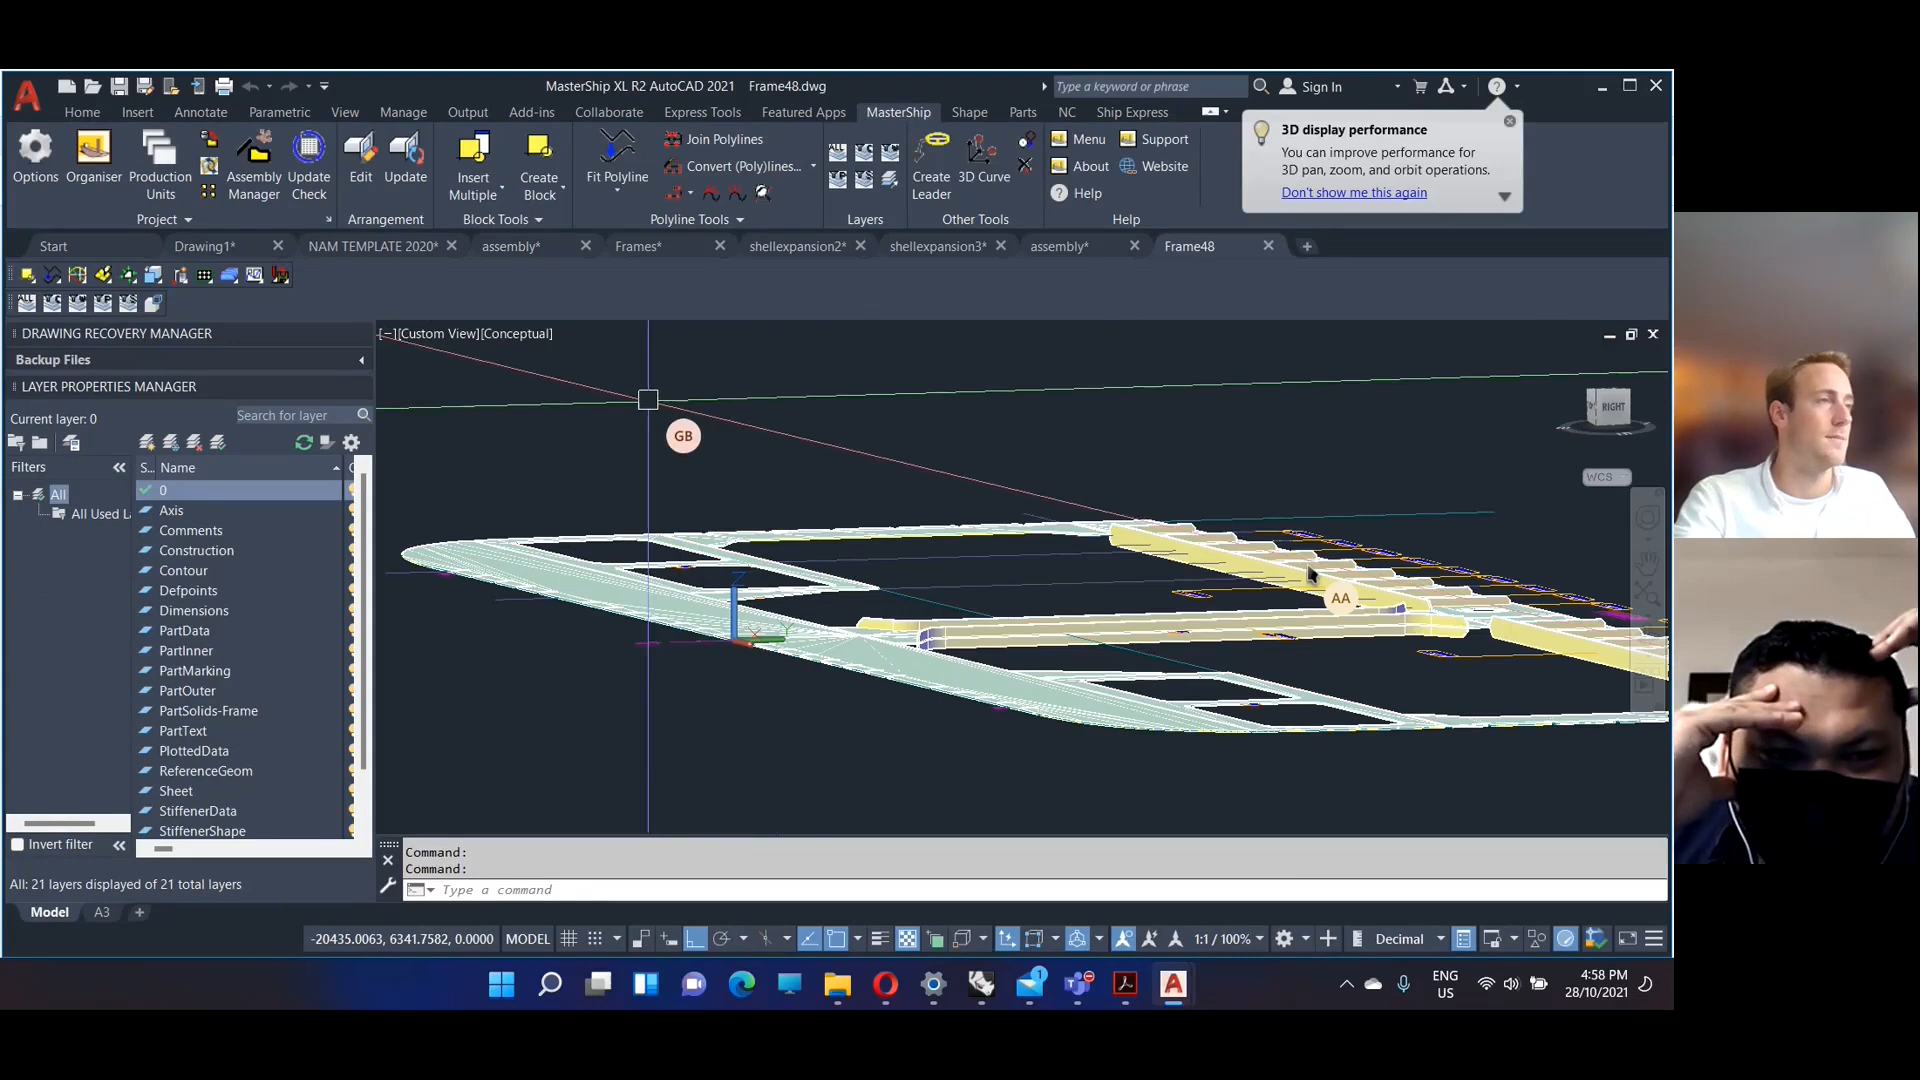 MasterShip XL R2 AutoCAD 2021 Frame48.dwg
Type a keyword or phrase
Sign In
Home Insert Annotate Parametric View Manage Output Add-ins Collaborate Express Tools Featured Apps MasterShip Shape Parts NC Ship Express
Options Organiser Production Units Assembly Manager Update Check
Project
Edit Update
Arrangement
Insert Multiple Create Block
Block Tools
Fit Polyline
Join Polylines
Convert (Poly)lines...
Polyline Tools
Layers
Create Leader 3D Curve
Other Tools
Menu Support
About Website
Help
Help
3D display performance
You can improve performance for
3D pan, zoom, and orbit operations.
Don't show me this again
Start Drawing1* NAM TEMPLATE 2020* assembly* Frames* shellexpansion2* shellexpansion3* assembly* Frame48
DRAWING RECOVERY MANAGER
Backup Files
LAYER PROPERTIES MANAGER
Current layer: 0
Search for layer
Filters
S... Name
All
All Used L
0
Axis
Comments
Construction
Contour
Defpoints
Dimensions
PartData
PartInner
PartMarking
PartOuter
PartSolids-Frame
PartText
PlottedData
ReferenceGeom
Sheet
StiffenerData
StiffenerShape
Invert filter
All: 21 layers displayed of 21 total layers
[−][Custom View][Conceptual]
GB
AA
RIGHT
WCS
Z
X
Y
Command:
Command:
Type a command
Model A3
-20435.0063, 6341.7582, 0.0000 MODEL
1:1 / 100%
Decimal
1
ENG
US
4:58 PM
28/10/2021